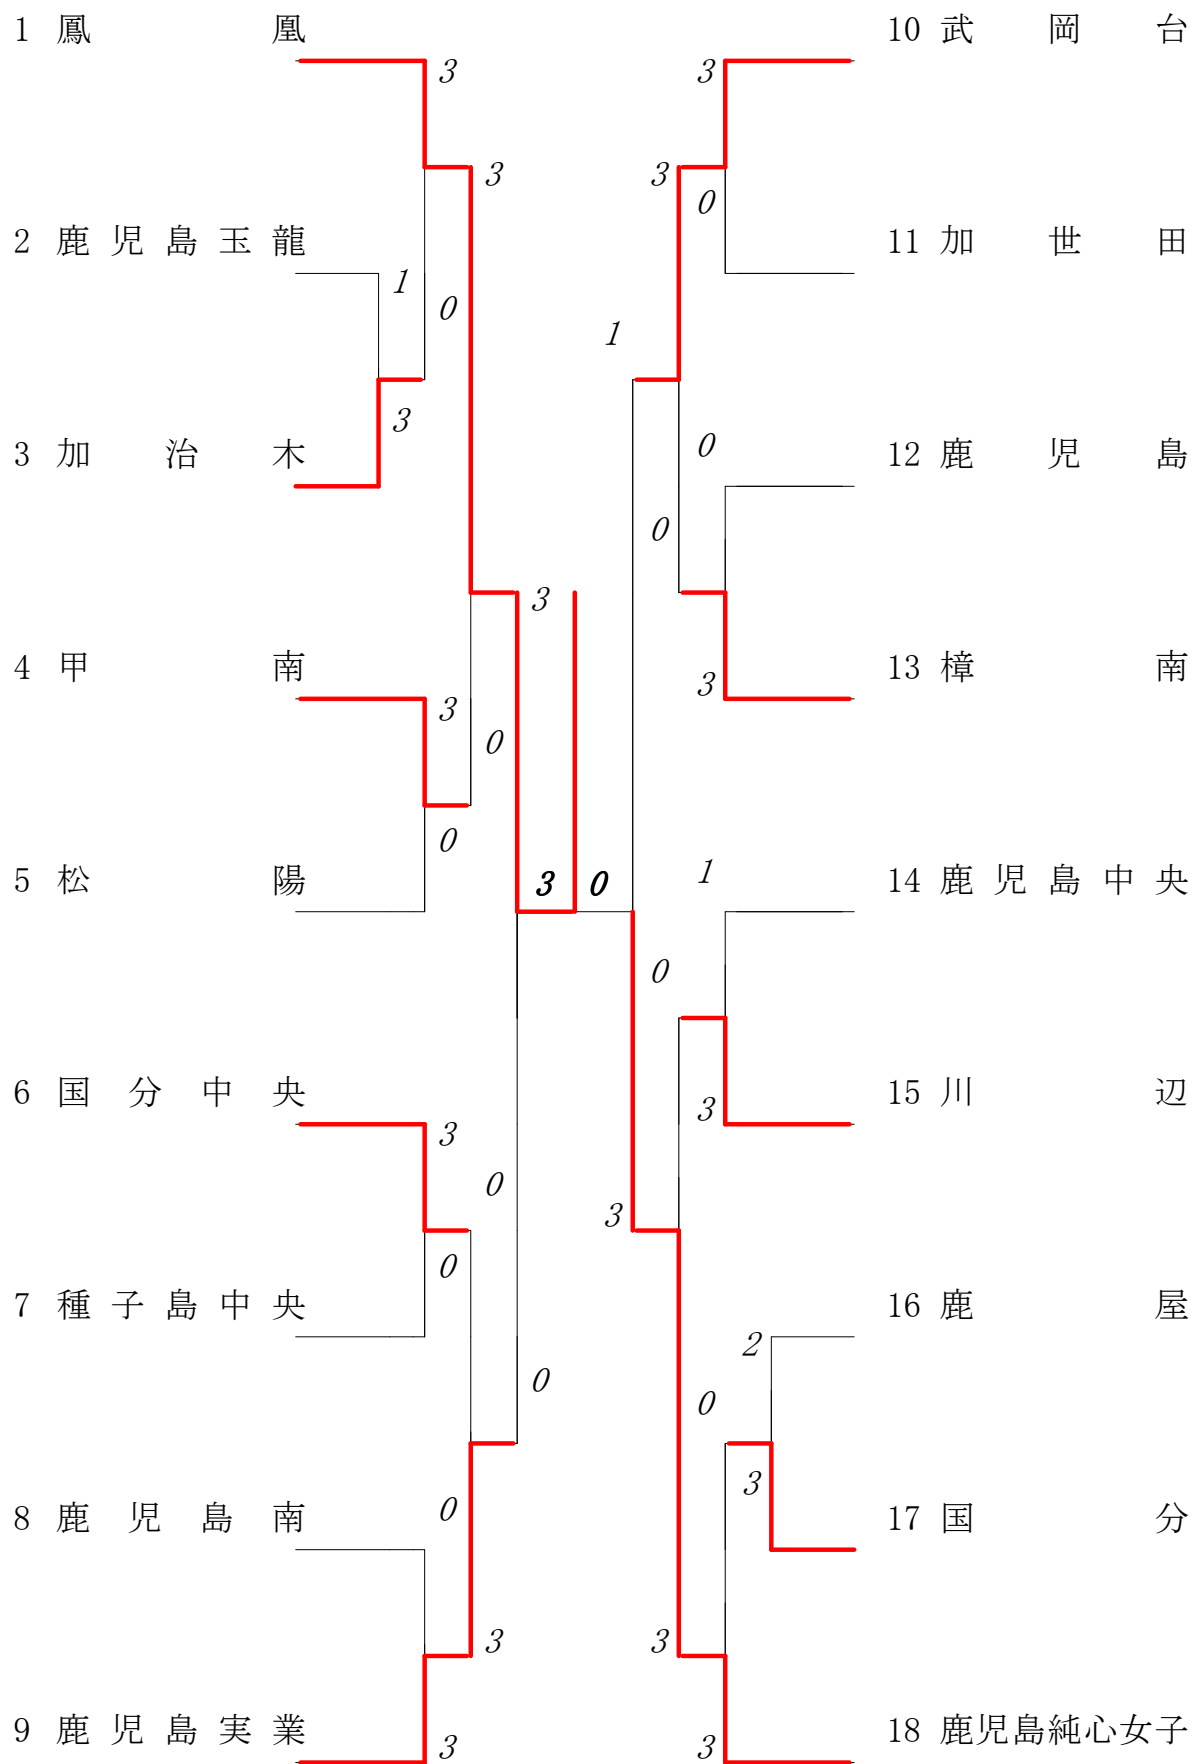 1 鳳凰
10 武岡台
3
3
3
3
0
2 鹿児島玉龍
11 加世田
1
0
1
3
0
3 加治木
12 鹿児島
0
3
4 甲南
13 樟南
3
3
0
0
5 松陽
3
0
1
14 鹿児島中央
0
6 国分中央
15 川辺
3
3
0
3
0
7 種子島中央
16 鹿屋
2
0
0
3
0
8 鹿児島南
17 国分
3
3
9 鹿児島実業
18 鹿児島純心女子
3
3